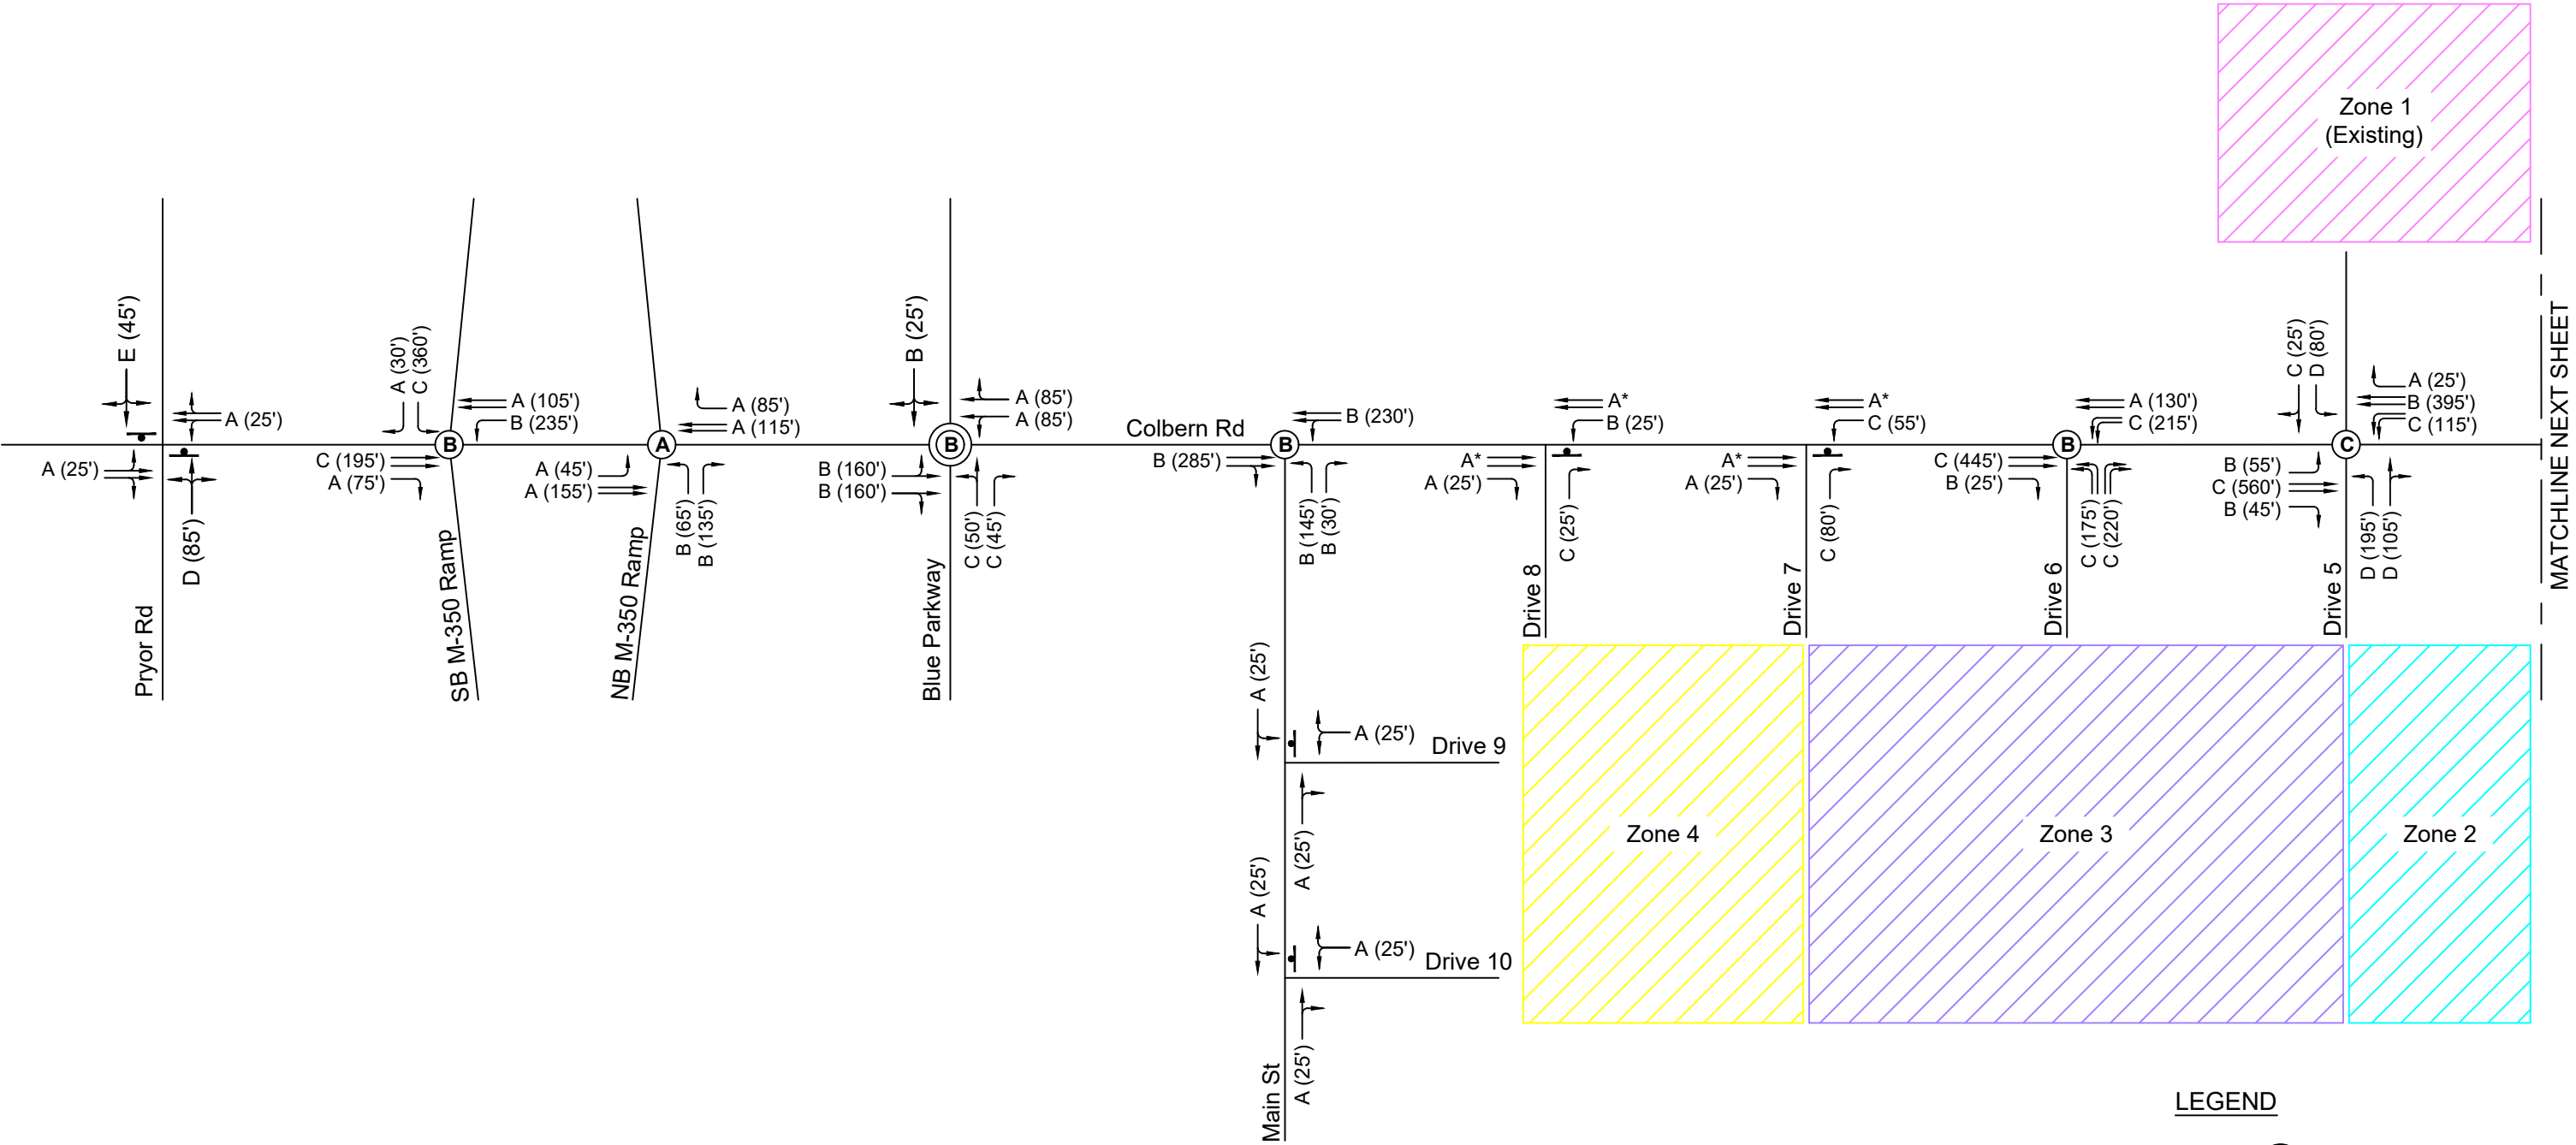 Zone 1
(Existing)
MATCHLINE NEXT SHEET
E (45')
A (25')
A (25')
D (85')
Pryor Rd
A (30')
C (360')
A (105')
B (235')
B
C (195')
A (75')
SB M-350 Ramp
A (85')
A (115')
A
A (45')
A (155')
B (65')
B (135')
NB M-350 Ramp
B (25')
A (85')
A (85')
B
B (160')
B (160')
C (50')
C (45')
Blue Parkway
Colbern Rd
B (230')
B
B (285')
B (145')
B (30')
A*
B (25')
A*
A (25')
C (25')
Drive 8
A*
C (55')
A*
A (25')
C (80')
Drive 7
A (130')
C (215')
B
C (445')
B (25')
C (175')
C (220')
Drive 6
C (25')
D (80')
A (25')
B (395')
C (115')
C
B (55')
C (560')
B (45')
D (195')
D (105')
Drive 5
A (25')
A (25')
Drive 9
A (25')
A (25')
A (25')
Drive 10
A (25')
Main St
Zone 4
Zone 3
Zone 2
LEGEND